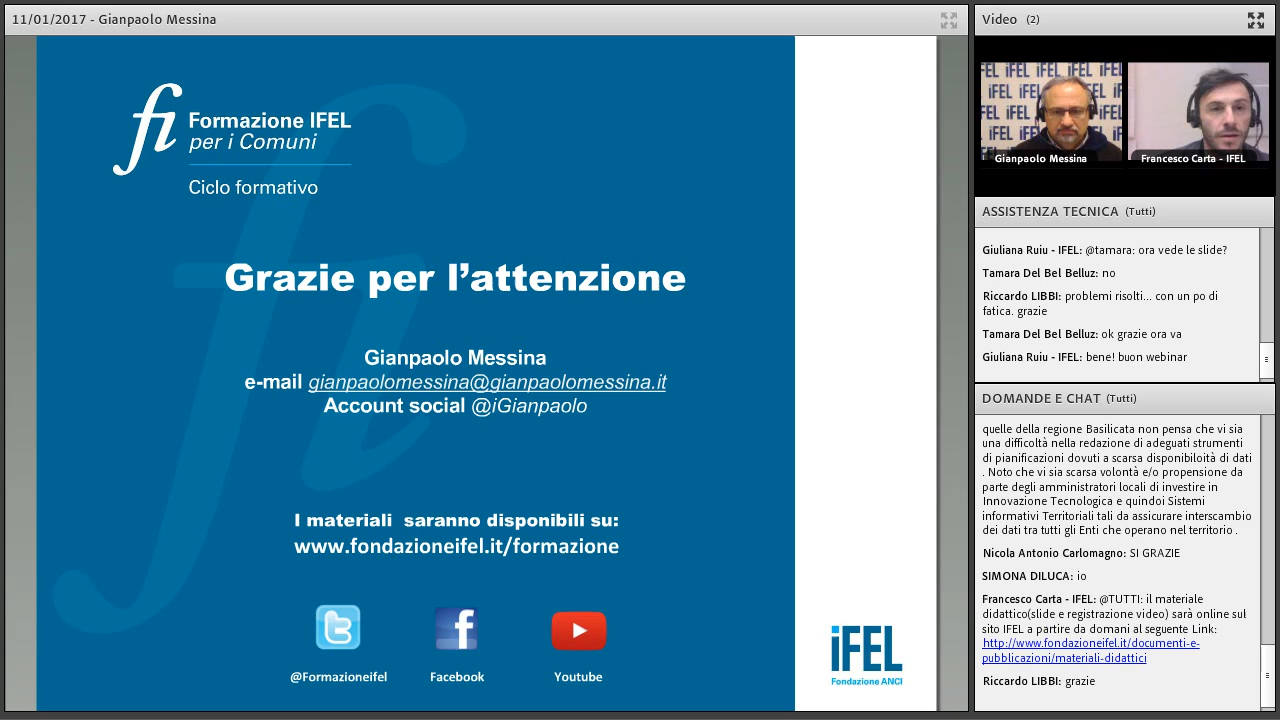 11/01/2017 - Gianpaolo Messina
fi
Formazione IFEL
per i Comuni
Ciclo formativo
Grazie per l'attenzione
Gianpaolo Messina
e-mail gianpaolomessina@gianpaolomessina.it
Account social @iGianpaolo
I materiali saranno disponibili su:
www.fondazioneifel.it/formazione
@Formazioneifel
Facebook
Youtube
iFEL
Fondazione ANCI
Video (2)
Gianpaolo Messina
Francesco Carta - IFEL
ASSISTENZA TECNICA (Tutti)
Giuliana Ruiu - IFEL: @tamara: ora vede le slide?
Tamara Del Bel Belluz: no
Riccardo LIBBI: problemi risolti... con un po di
fatica. grazie
Tamara Del Bel Belluz: ok grazie ora va
Giuliana Ruiu - IFEL: bene! buon webinar
DOMANDE E CHAT (Tutti)
quelle della regione Basilicata non pensa che vi sia
una difficoltà nella redazione di adeguati strumenti
di pianificazioni dovuti a scarsa disponibiloità di dati
. Noto che vi sia scarsa volontà e/o propensione da
parte degli amministratori locali di investire in
Innovazione Tecnologica e quindoi Sistemi
informativi Territoriali tali da assicurare interscambio
dei dati tra tutti gli Enti che operano nel territorio .
Nicola Antonio Carlomagno: SI GRAZIE
SIMONA DILUCA: io
Francesco Carta - IFEL: @TUTTI: il materiale
didattico(slide e registrazione video) sarà online sul
sito IFEL a partire da domani al seguente Link:
http://www.fondazioneifel.it/documenti-e-
pubblicazioni/materiali-didattici
Riccardo LIBBI: grazie